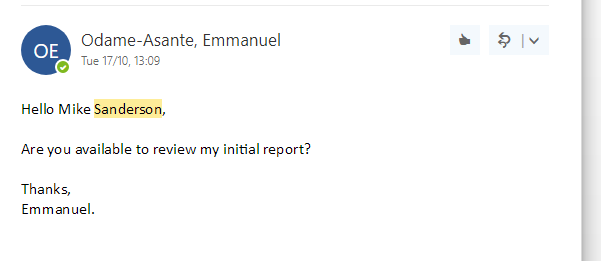 OE
Odame-Asante, Emmanuel
Tue 17/10, 13:09
Hello Mike Sanderson,
Are you available to review my initial report?
Thanks,
Emmanuel.